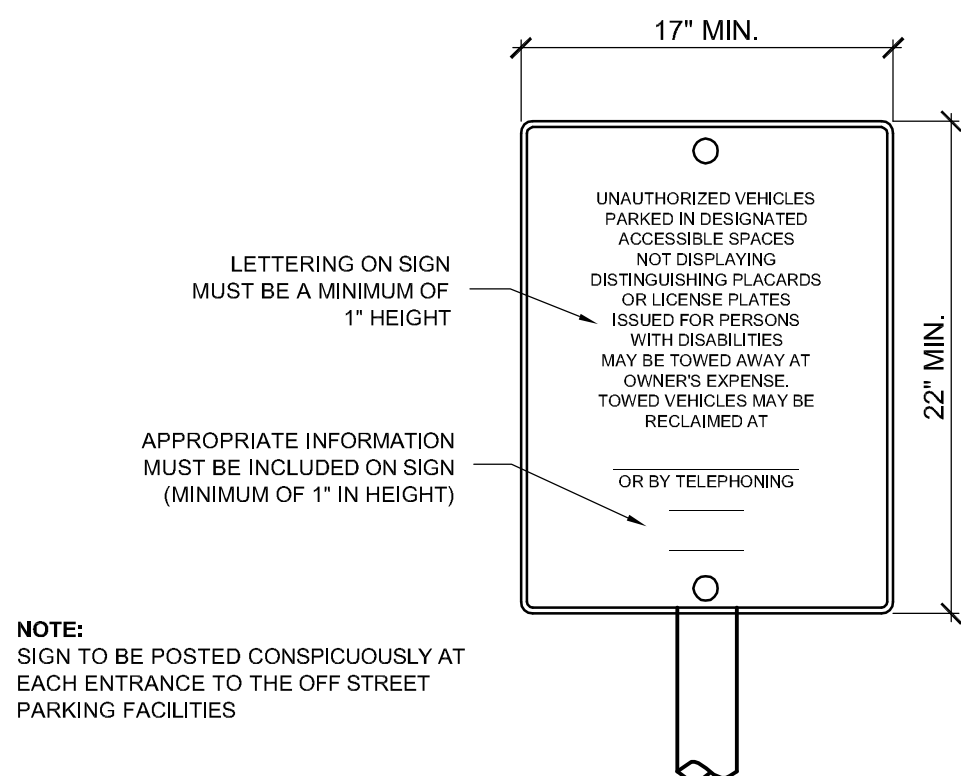 17" MIN.
UNAUTHORIZED VEHICLES
PARKED IN DESIGNATED
ACCESSIBLE SPACES
NOT DISPLAYING
DISTINGUISHING PLACARDS
OR LICENSE PLATES
ISSUED FOR PERSONS
WITH DISABILITIES
MAY BE TOWED AWAY AT
OWNER'S EXPENSE.
TOWED VEHICLES MAY BE
RECLAIMED AT
OR BY TELEPHONING
22" MIN.
LETTERING ON SIGN
MUST BE A MINIMUM OF
1" HEIGHT
APPROPRIATE INFORMATION
MUST BE INCLUDED ON SIGN
(MINIMUM OF 1" IN HEIGHT)
NOTE:
SIGN TO BE POSTED CONSPICUOUSLY AT
EACH ENTRANCE TO THE OFF STREET
PARKING FACILITIES